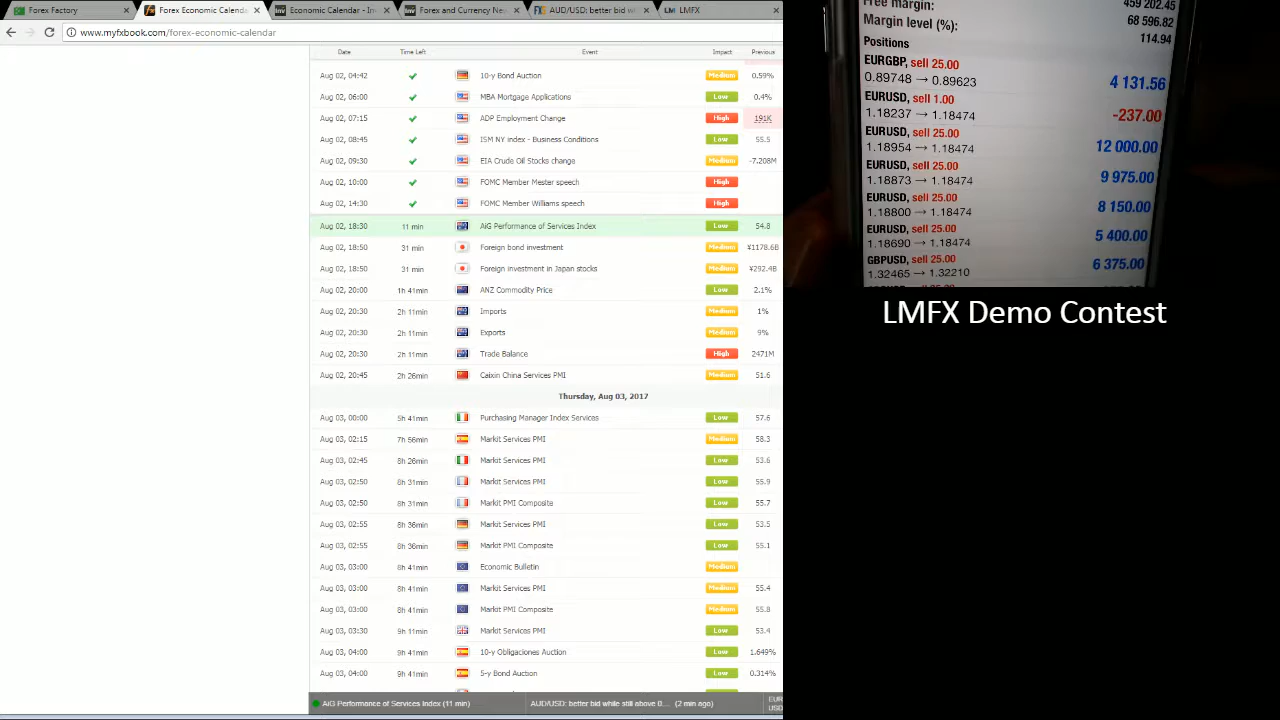 Forex Factory
Forex Economic Calenda
Economic Calendar - Inv
Forex and Currency New
AUD/USD: better bid wh
LMFX
www.myfxbook.com/forex-economic-calendar
Date Time Left Event Impact Previous
Aug 02, 04:42 10-y Bond Auction Medium 0.59%
Aug 02, 06:00 MBA Mortgage Applications Low 0.4%
Aug 02, 07:15 ADP Employment Change High 191K
Aug 02, 08:45 ISM NY index - Business Conditions Low 55.5
Aug 02, 09:30 EIA Crude Oil Stocks change Medium -7.208M
Aug 02, 10:00 FOMC Member Mester speech High
Aug 02, 14:30 FOMC Member Williams speech High
Aug 02, 18:30 11 min AiG Performance of Services Index Low 54.8
Aug 02, 18:50 31 min Foreign bond investment Medium ¥1178.6B
Aug 02, 18:50 31 min Foreign investment in Japan stocks Medium ¥292.4B
Aug 02, 20:00 1h 41min ANZ Commodity Price Low 2.1%
Aug 02, 20:30 2h 11min Imports Medium 1%
Aug 02, 20:30 2h 11min Exports Medium 9%
Aug 02, 20:30 2h 11min Trade Balance High 2471M
Aug 02, 20:45 2h 26min Caixin China Services PMI Medium 51.6
Thursday, Aug 03, 2017
Aug 03, 00:00 5h 41min Purchasing Manager Index Services Low 57.6
Aug 03, 02:15 7h 56min Markit Services PMI Medium 58.3
Aug 03, 02:45 8h 26min Markit Services PMI Low 53.6
Aug 03, 02:50 8h 31min Markit Services PMI Low 55.9
Aug 03, 02:50 8h 31min Markit PMI Composite Low 55.7
Aug 03, 02:55 8h 36min Markit Services PMI Low 53.5
Aug 03, 02:55 8h 36min Markit PMI Composite Low 55.1
Aug 03, 03:00 8h 41min Economic Bulletin Medium
Aug 03, 03:00 8h 41min Markit Services PMI Medium 55.4
Aug 03, 03:00 8h 41min Markit PMI Composite Medium 55.8
Aug 03, 03:30 9h 11min Markit Services PMI Low 53.4
Aug 03, 04:00 9h 41min 10-y Obligaciones Auction Low 1.649%
Aug 03, 04:00 9h 41min 5-y Bond Auction Low 0.314%
AiG Performance of Services Index (11 min) AUD/USD: better bid while still above 0... (2 min ago) EUR
USD
Free margin: 459 202.45
Margin level (%): 68 596.82
114.94
Positions
EURGBP, sell 25.00
0.89748 → 0.89623 4 131.56
EURUSD, sell 1.00
1.18237 → 1.18474 -237.00
EURUSD, sell 25.00
1.18954 → 1.18474 12 000.00
EURUSD, sell 25.00
1.18873 → 1.18474 9 975.00
EURUSD, sell 25.00
1.18800 → 1.18474 8 150.00
EURUSD, sell 25.00
1.18690 → 1.18474 5 400.00
GBPUSD, sell 25.00
1.32465 → 1.32210 6 375.00
LMFX Demo Contest